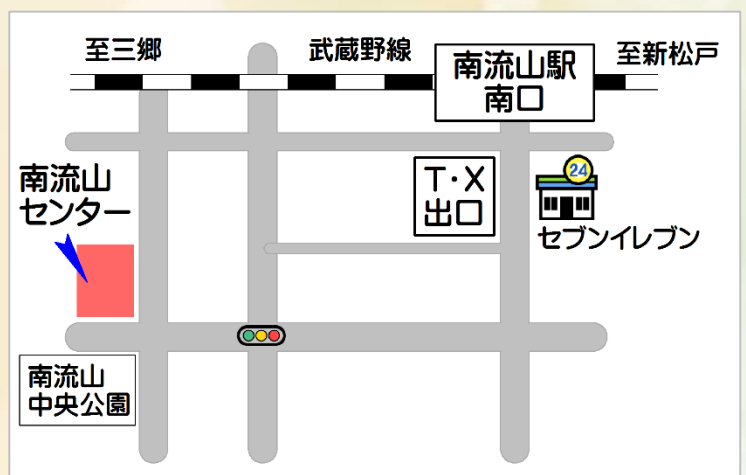 至三郷
武蔵野線
南流山駅
南口
至新松戸
南流山
センター
T・X
出口
24
セブンイレブン
南流山
中央公園